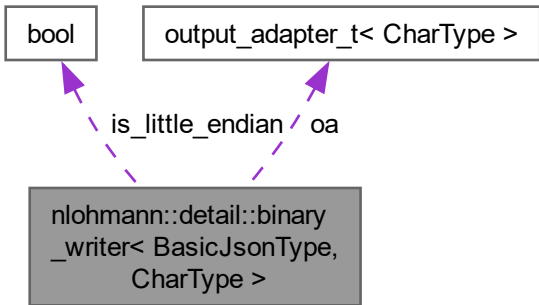 bool
output_adapter_t< CharType >
is_little_endian
oa
nlohmann::detail::binary
_writer< BasicJsonType,
CharType >